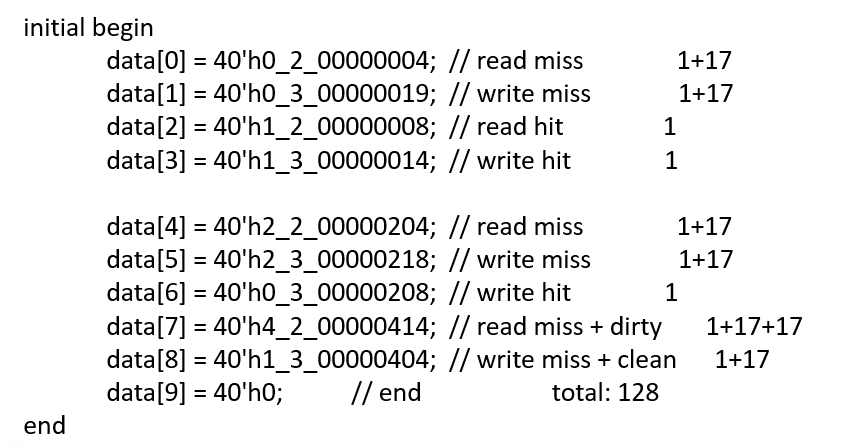 initial begin
data[0] = 40'h0_2_00000004; // read miss 1+17
data[1] = 40'h0_3_00000019; // write miss 1+17
data[2] = 40'h1_2_00000008; // read hit 1
data[3] = 40'h1_3_00000014; // write hit 1
data[4] = 40'h2_2_00000204; // read miss 1+17
data[5] = 40'h2_3_00000218; // write miss 1+17
data[6] = 40'h0_3_00000208; // write hit 1
data[7] = 40'h4_2_00000414; // read miss + dirty 1+17+17
data[8] = 40'h1_3_00000404; // write miss + clean 1+17
data[9] = 40'h0; // end total: 128
end